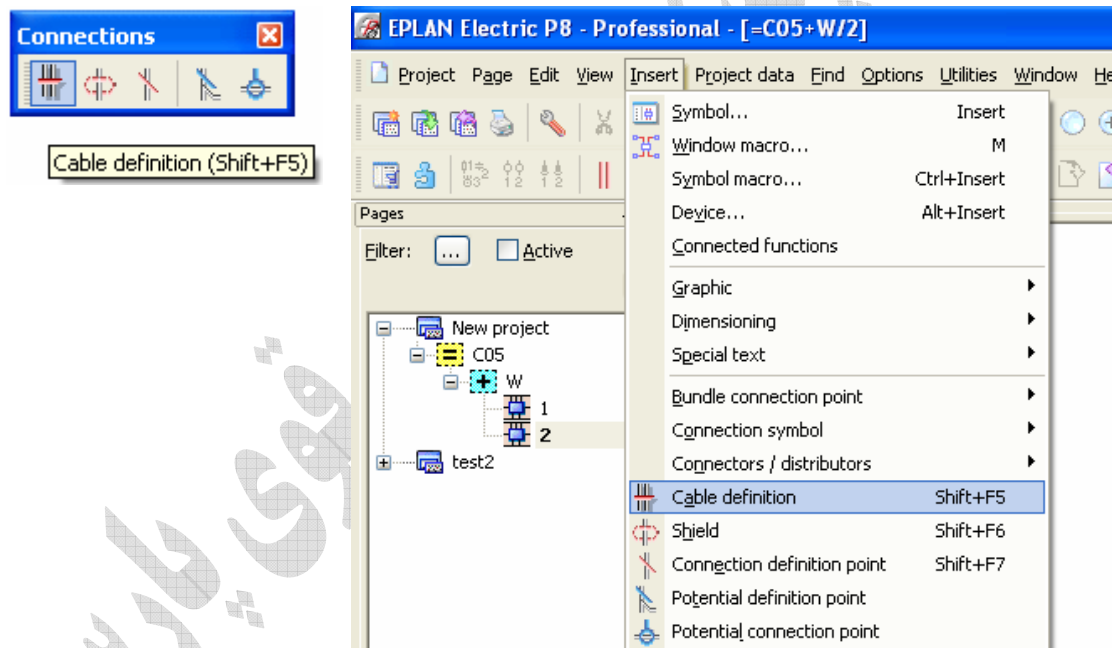 Connections
Cable definition (Shift+F5)
EPLAN Electric P8 - Professional - [=C05+W/2]
Project Page Edit View Insert Project data Find Options Utilities Window He
Symbol... Insert
Window macro... M
Symbol macro... Ctrl+Insert
Device... Alt+Insert
Connected functions
Graphic
Dimensioning
Special text
Bundle connection point
Connection symbol
Connectors / distributors
Cable definition Shift+F5
Shield Shift+F6
Connection definition point Shift+F7
Potential definition point
Potential connection point
Pages
Filter: ... Active
New project
C05
W
1
2
test2